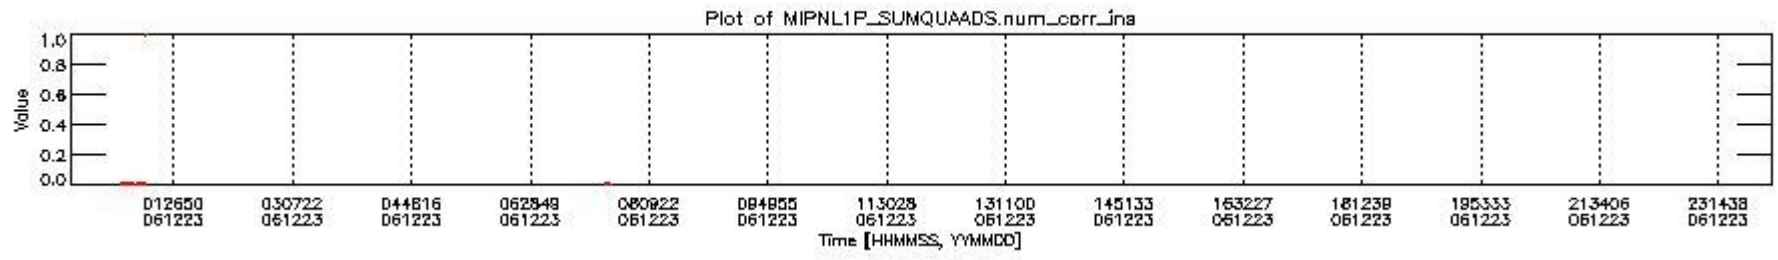 Plot of MIPNL1P_SUMQUAADS.num_corr_ins
1.0
0.8
0.6
0.4
0.2
0.0
Value
012650 030722 044816 062849 080922 094955 113028 131100 145133 163227 181239 195333 213406 231438
061223 061223 061223 061223 061223 061223 061223 061223 061223 061223 061223 061223 061223 061223
Time [HHMMSS, YYMMDD]